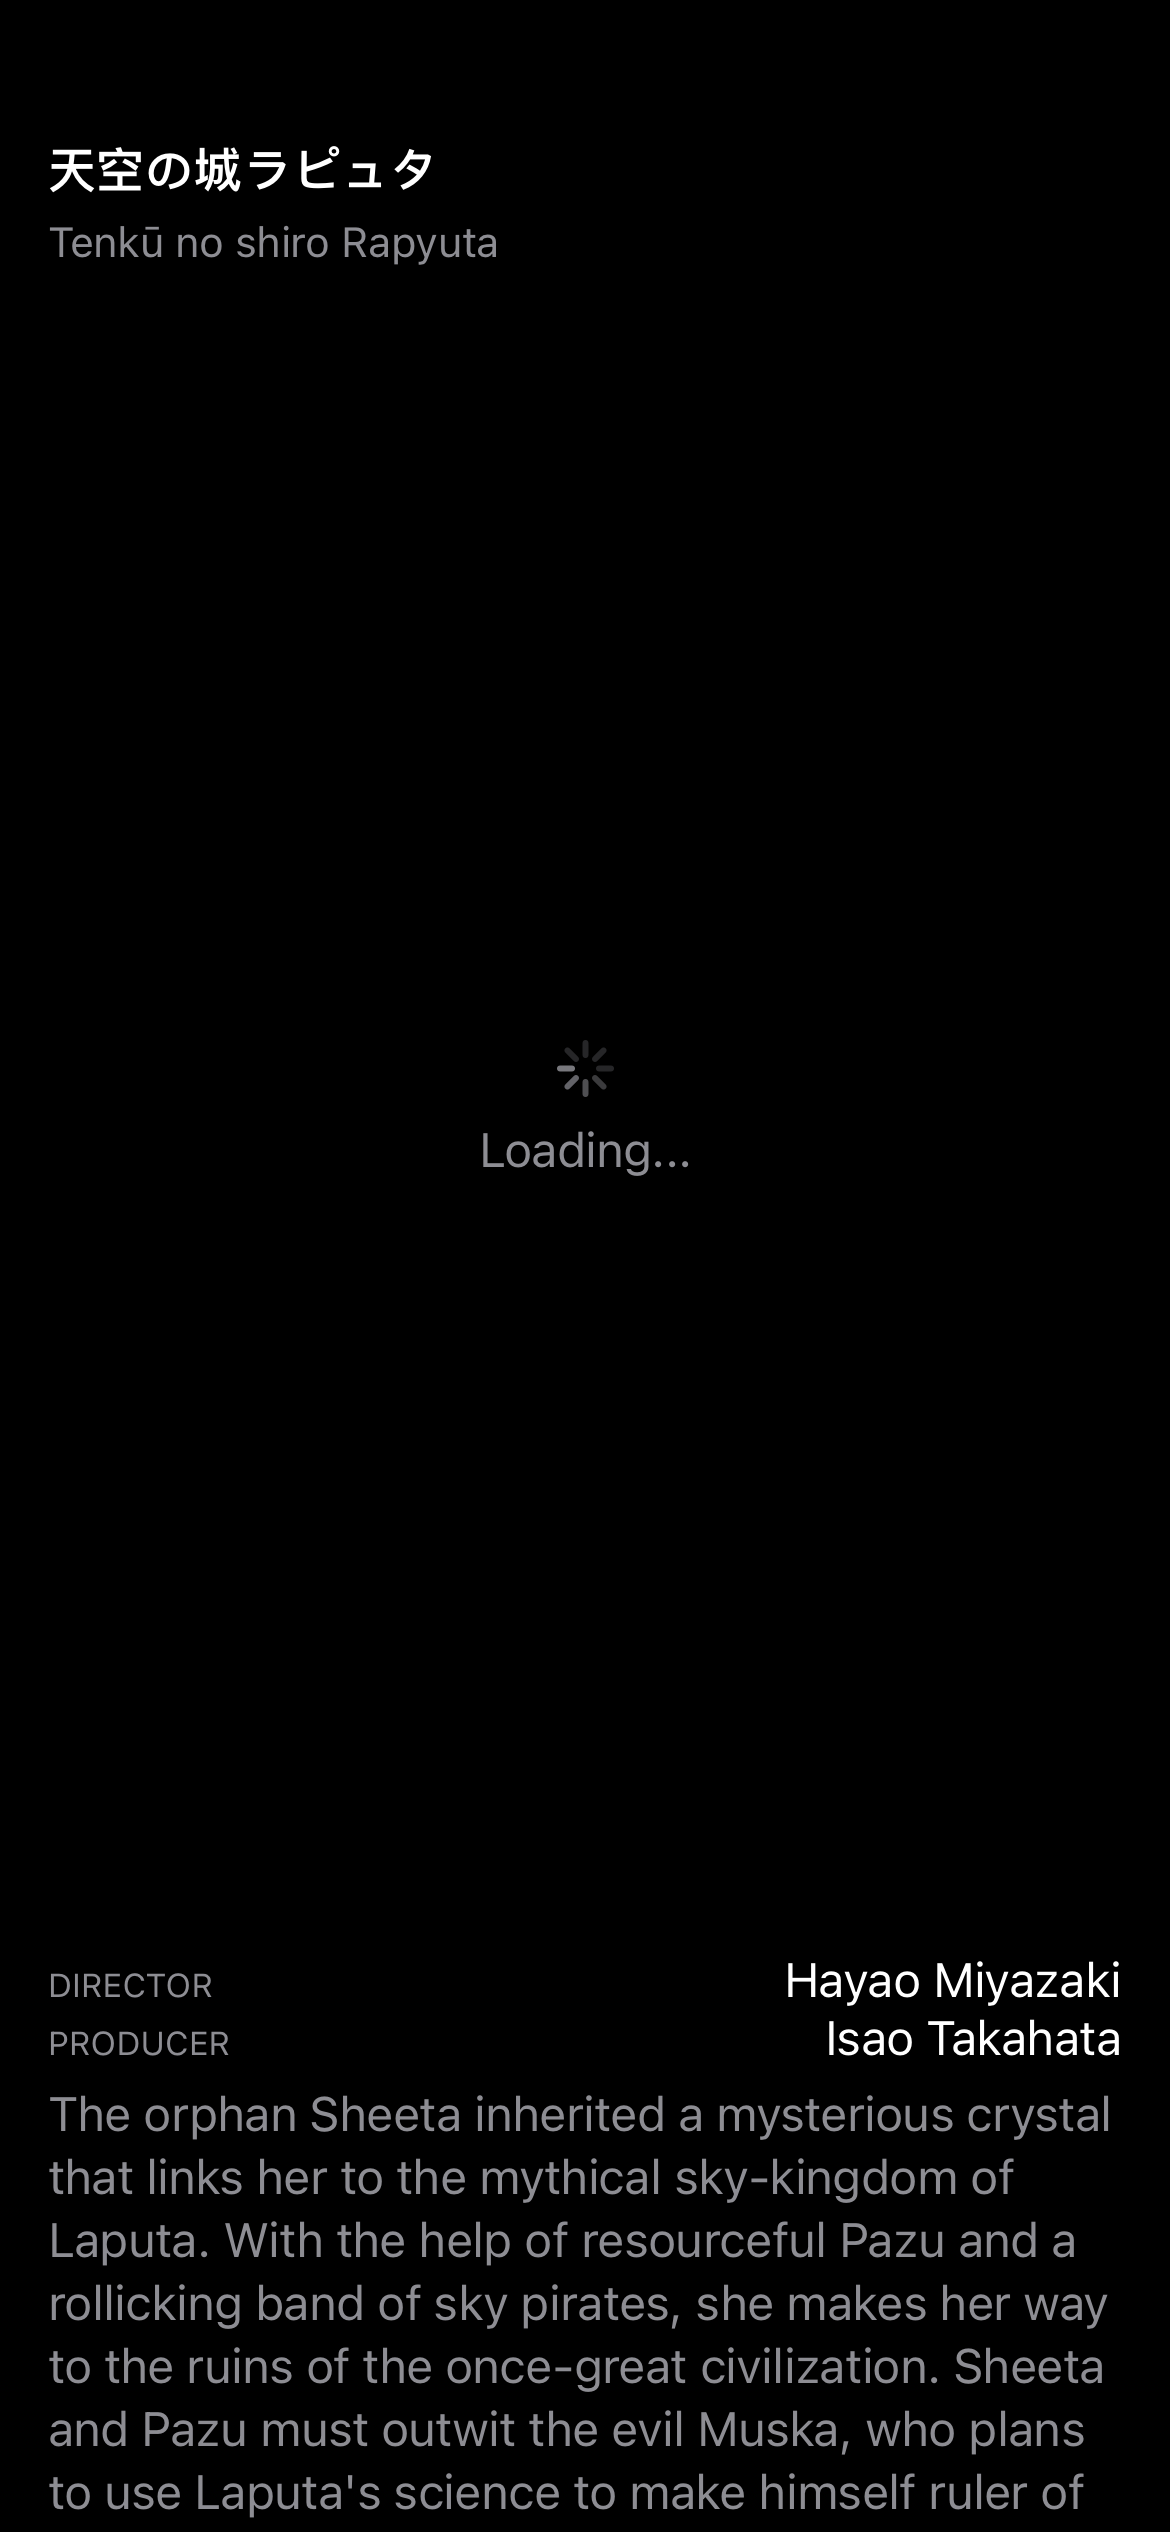 天空の城ラピュタ
Tenkū no shiro Rapyuta
Loading...
DIRECTOR Hayao Miyazaki
PRODUCER Isao Takahata
The orphan Sheeta inherited a mysterious crystal
that links her to the mythical sky-kingdom of
Laputa. With the help of resourceful Pazu and a
rollicking band of sky pirates, she makes her way
to the ruins of the once-great civilization. Sheeta
and Pazu must outwit the evil Muska, who plans
to use Laputa's science to make himself ruler of